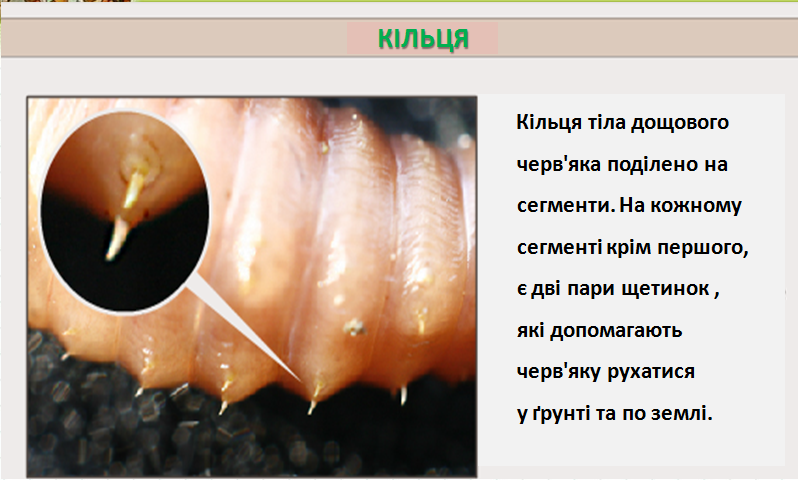 КІЛЬЦЯ
Кільця тіла дощового
черв'яка поділено на
сегменти. На кожному
сегменті крім першого,
є дві пари щетинок ,
які допомагають
черв'яку рухатися
у ґрунті та по землі.